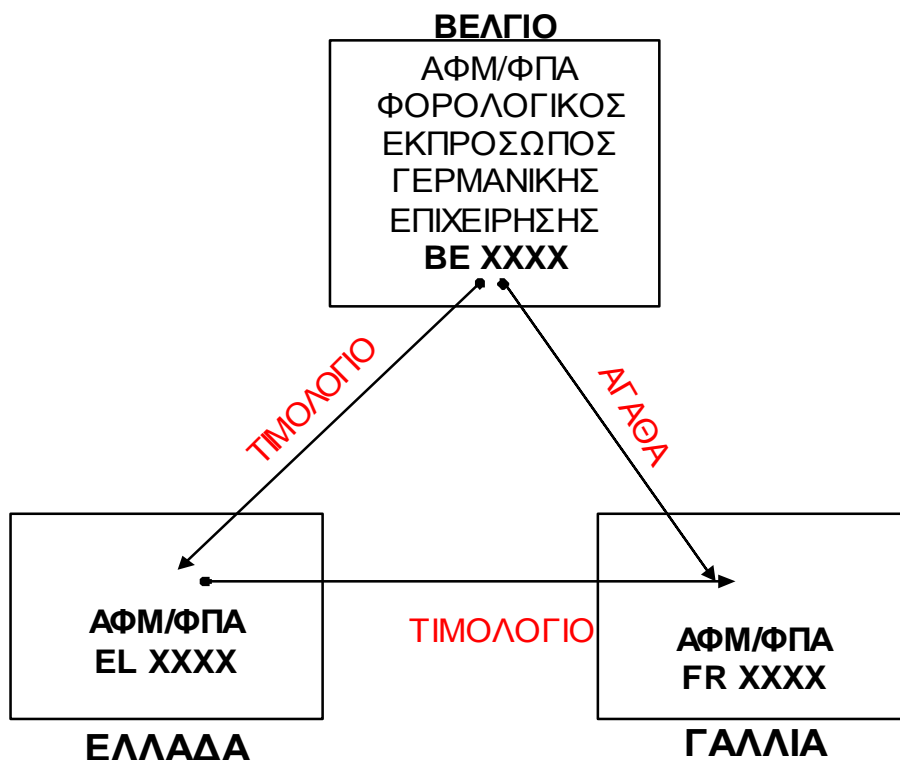 ΒΕΛΓΙΟ
ΑΦΜ/ΦΠΑ
ΦΟΡΟΛΟΓΙΚΟΣ
ΕΚΠΡΟΣΩΠΟΣ
ΓΕΡΜΑΝΙΚΗΣ
ΕΠΙΧΕΙΡΗΣΗΣ
BE XXXX
ΤΙΜΟΛΟΓΙΟ
ΑΓΑΘΑ
ΤΙΜΟΛΟΓΙΟ
ΑΦΜ/ΦΠΑ
EL XXXX
ΑΦΜ/ΦΠΑ
FR XXXX
ΕΛΛΑΔΑ
ΓΑΛΛΙΑ